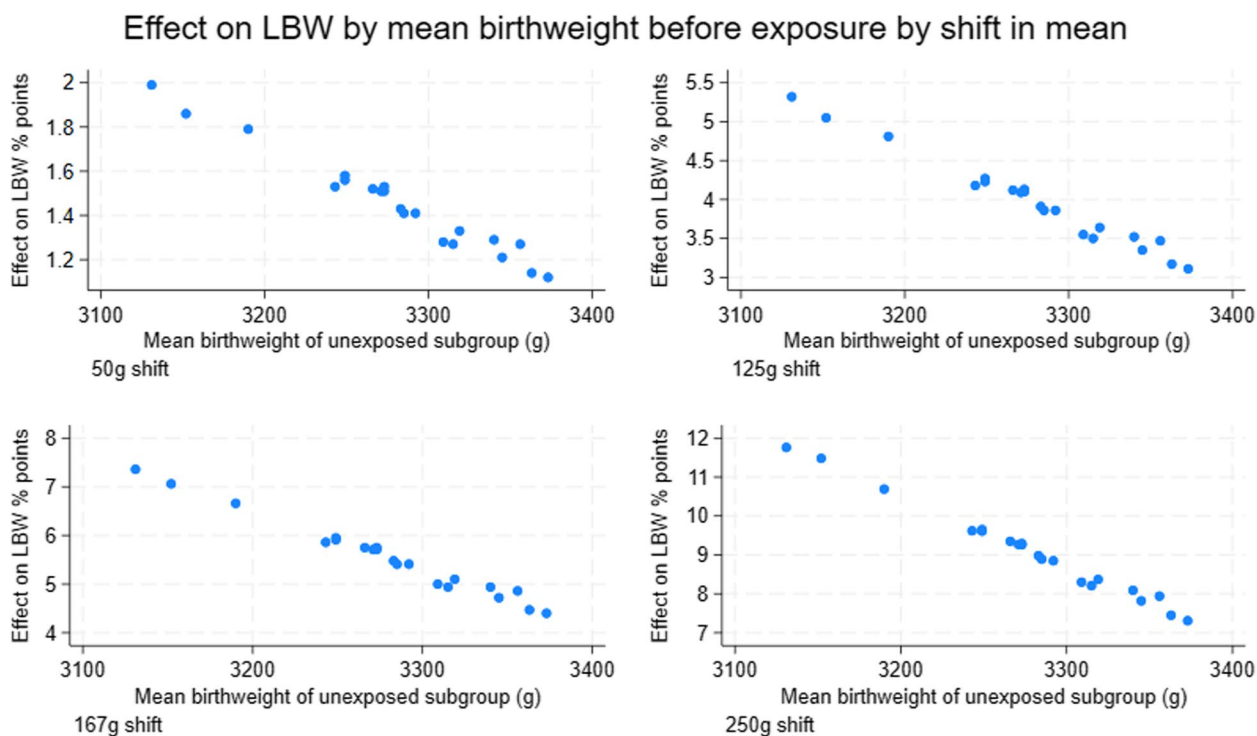 Effect on LBW by mean birthweight before exposure by shift in mean
Effect on LBW % points
2
1.8
1.6
1.4
1.2
3100 3200 3300 3400
Mean birthweight of unexposed subgroup (g)
50g shift
Effect on LBW % points
5.5
5
4.5
4
3.5
3
3100 3200 3300 3400
Mean birthweight of unexposed subgroup (g)
125g shift
Effect on LBW % points
8
7
6
5
4
3100 3200 3300 3400
Mean birthweight of unexposed subgroup (g)
167g shift
Effect on LBW % points
12
11
10
9
8
7
3100 3200 3300 3400
Mean birthweight of unexposed subgroup (g)
250g shift